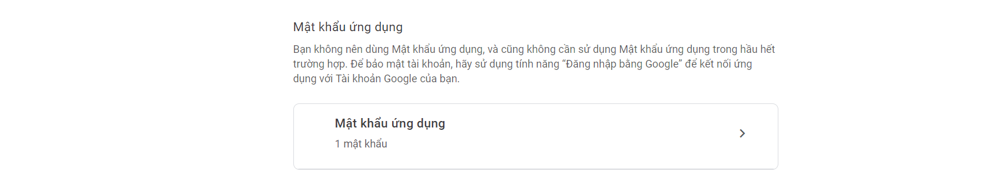 Mật khẩu ứng dụng
Bạn không nên dùng Mật khẩu ứng dụng, và cũng không cần sử dụng Mật khẩu ứng dụng trong hầu hết
trường hợp. Để bảo mật tài khoản, hãy sử dụng tính năng “Đăng nhập bằng Google” để kết nối ứng
dụng với Tài khoản Google của bạn.
Mật khẩu ứng dụng
1 mật khẩu